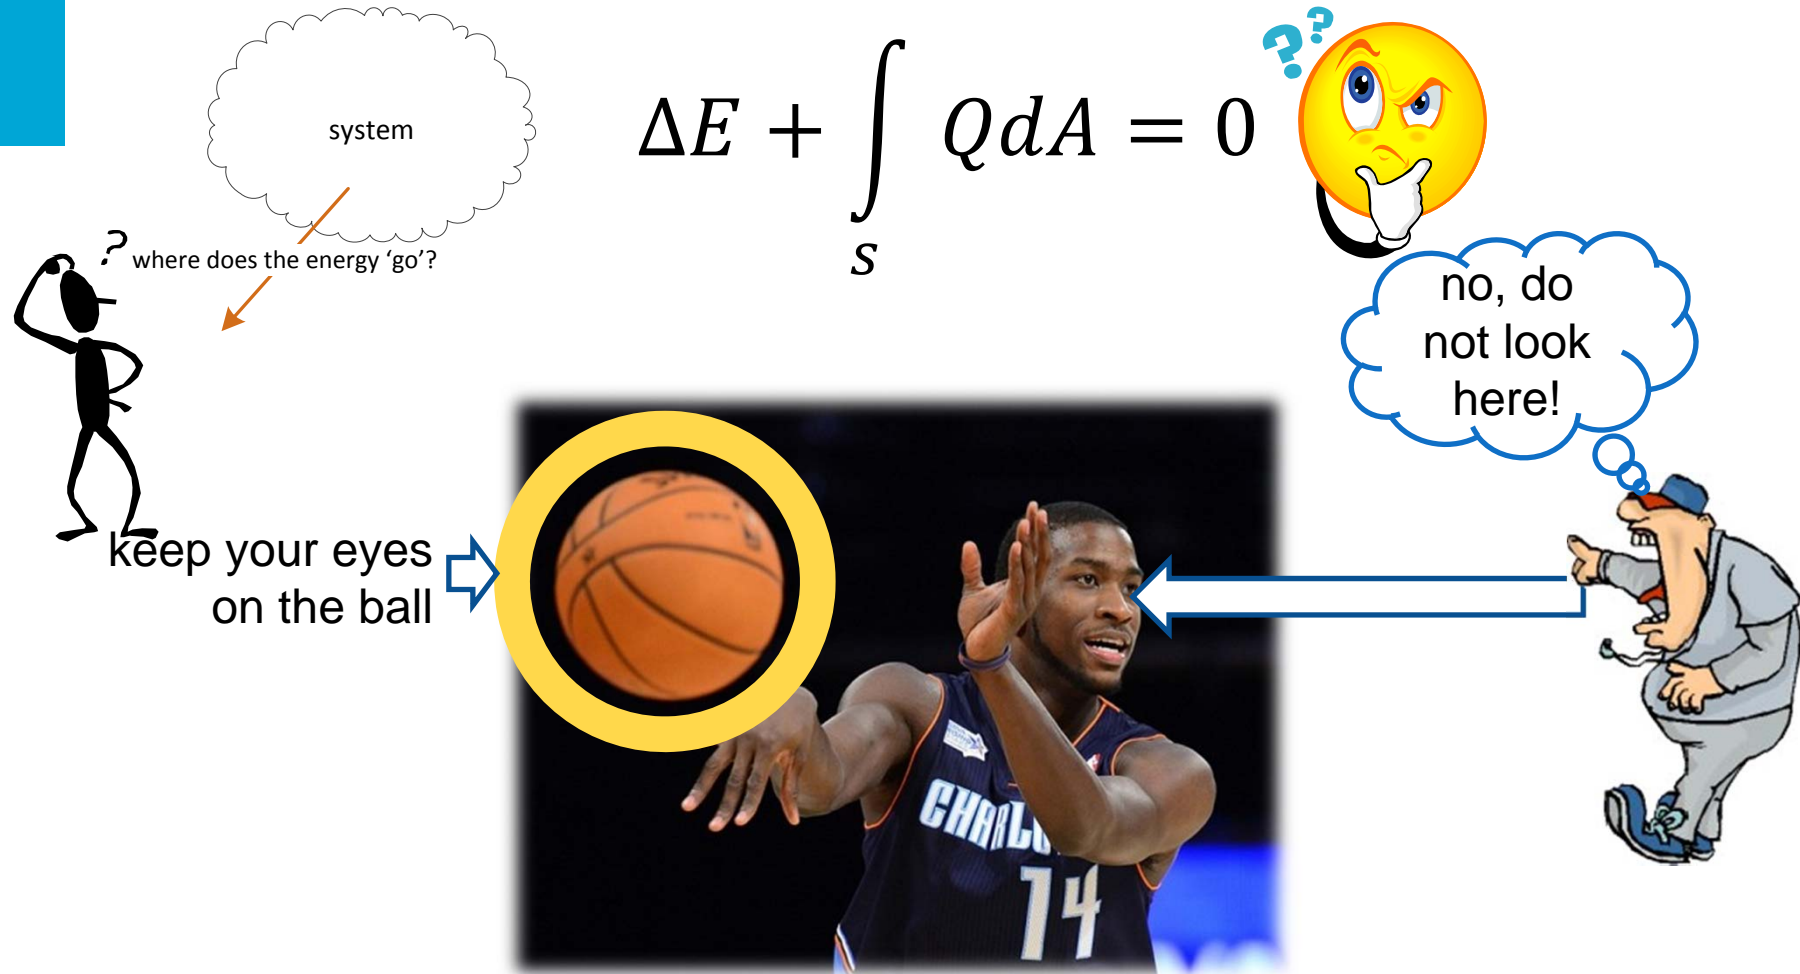 system
ΔE + ∫ QdA = 0
s
? ?
? where does the energy ‘go’?
no, do
not look
here!
keep your eyes
on the ball
14